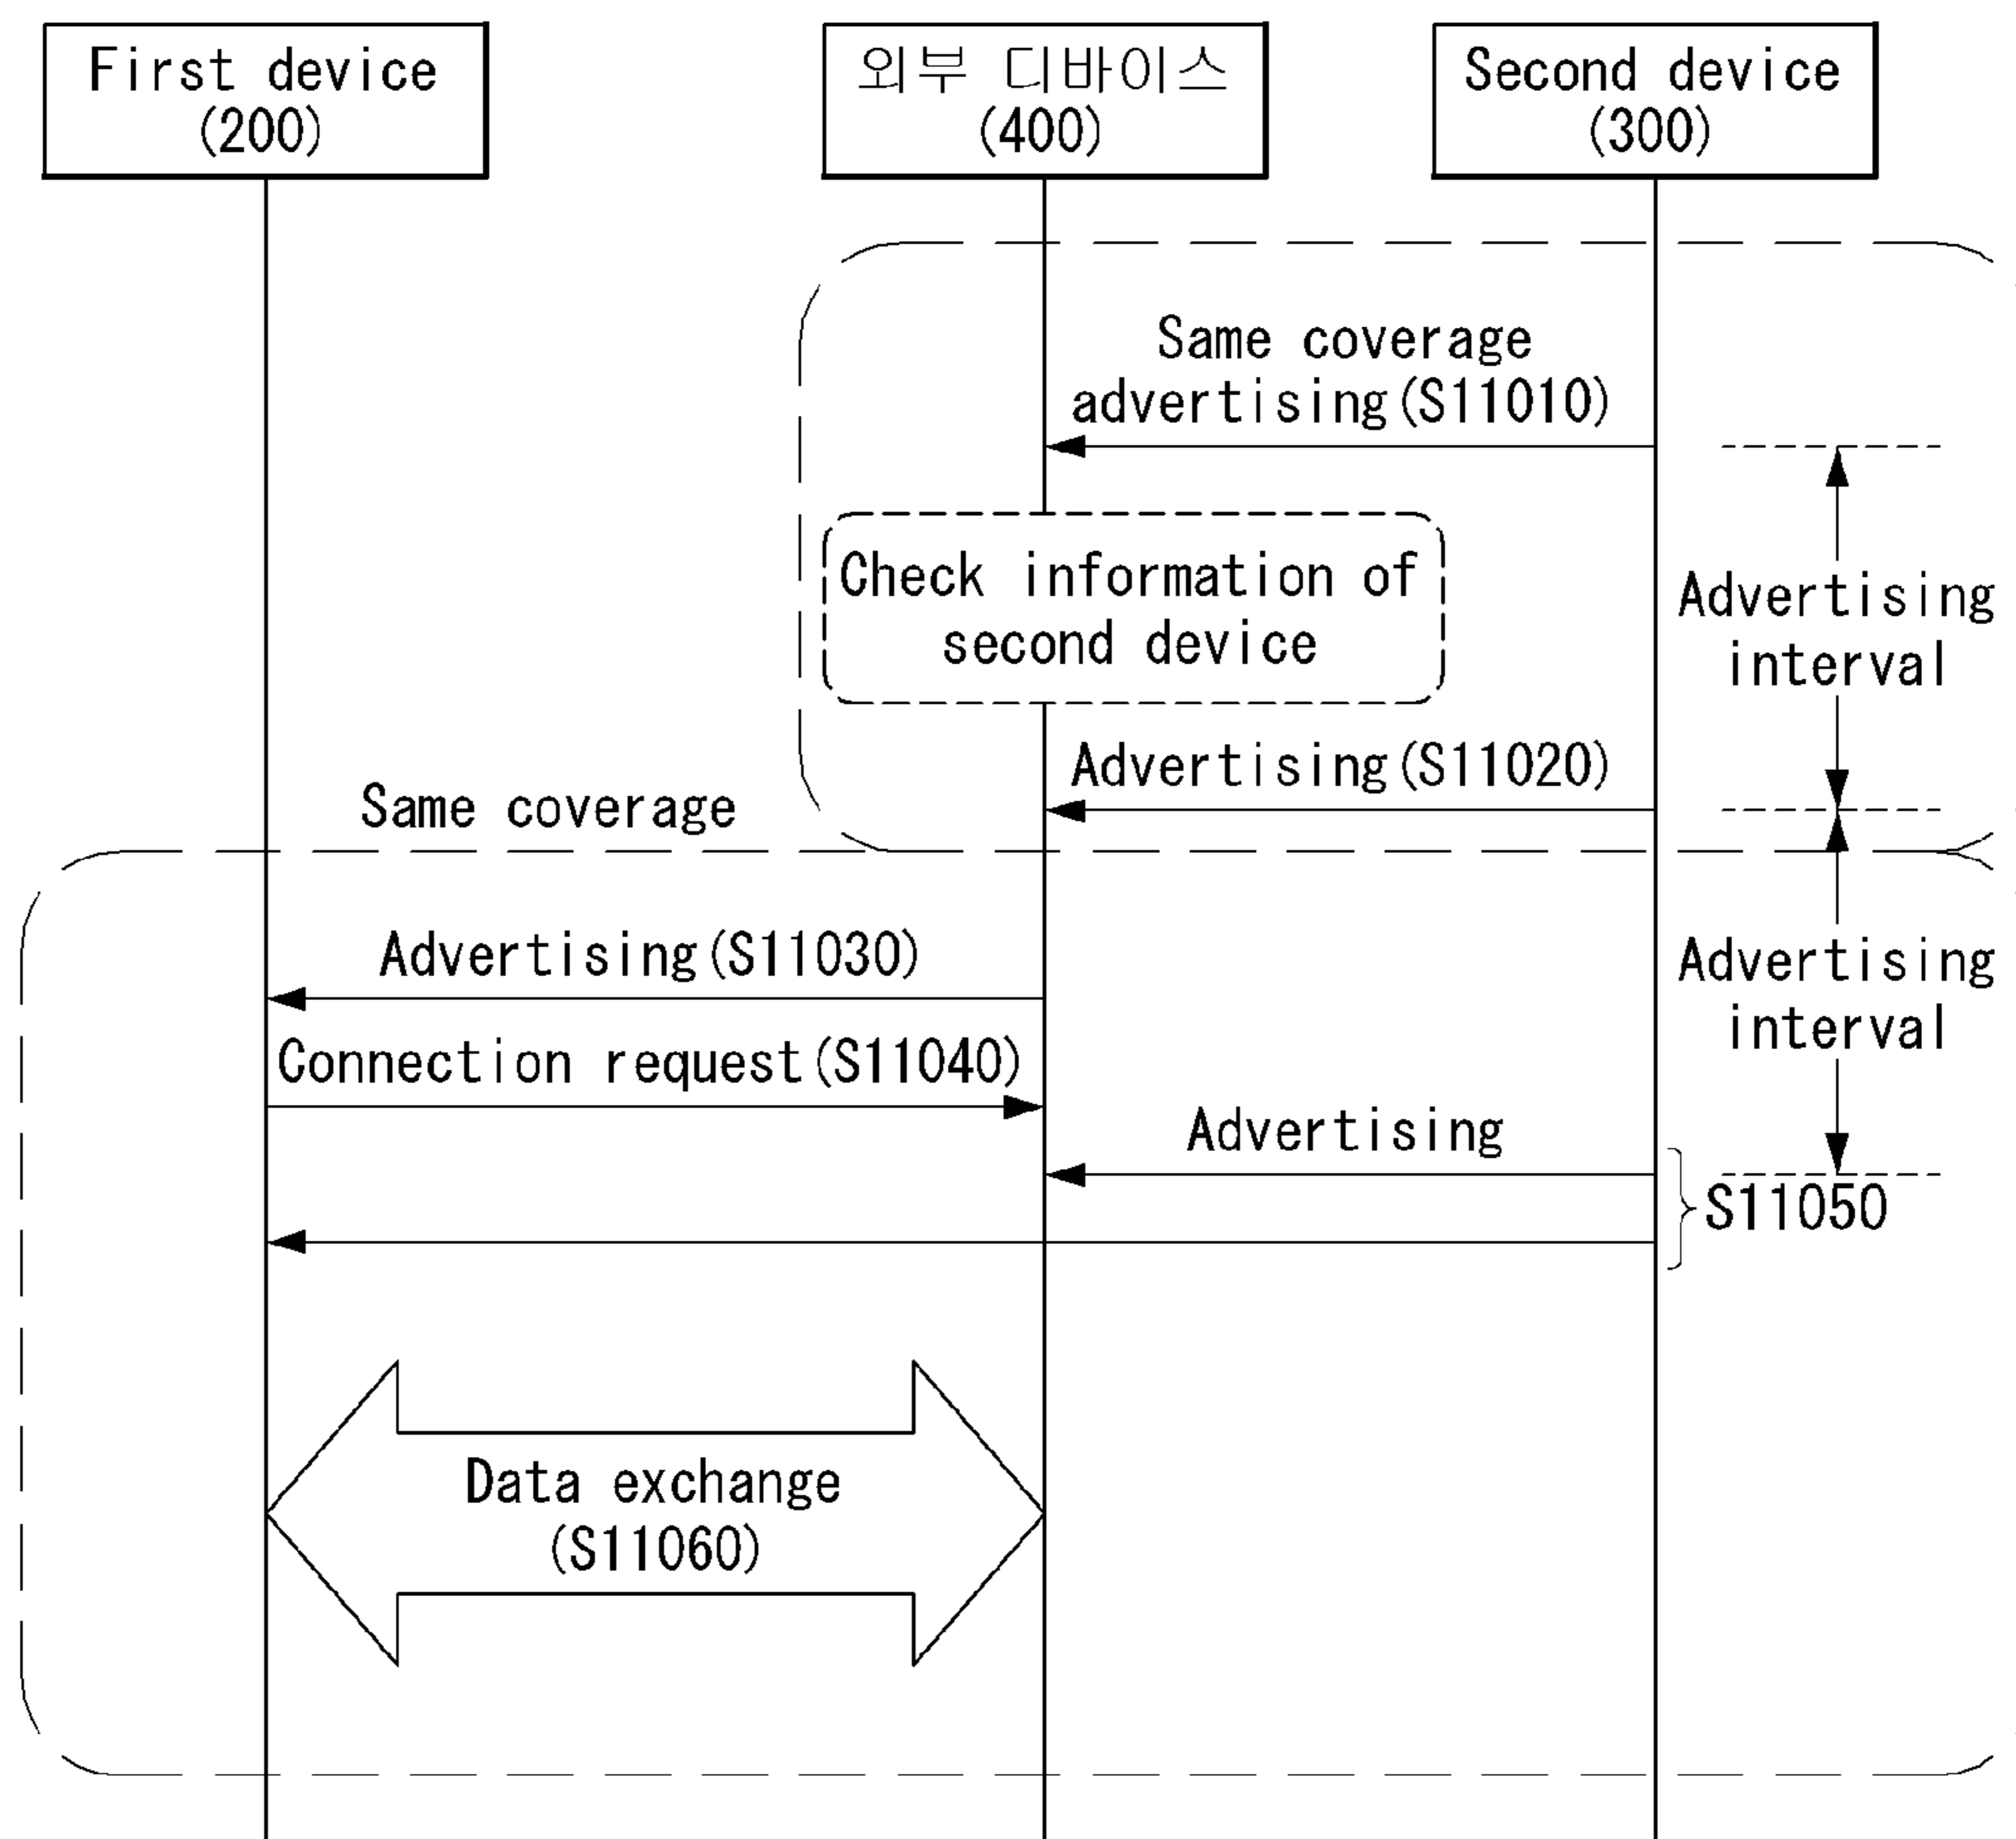 First device
(200)
외부 디바이스
(400)
Second device
(300)
Same coverage
advertising(S11010)
Check information of
second device
Advertising
interval
Advertising(S11020)
Same coverage
Advertising(S11030)
Advertising
interval
Connection request(S11040)
Advertising
S11050
Data exchange
(S11060)